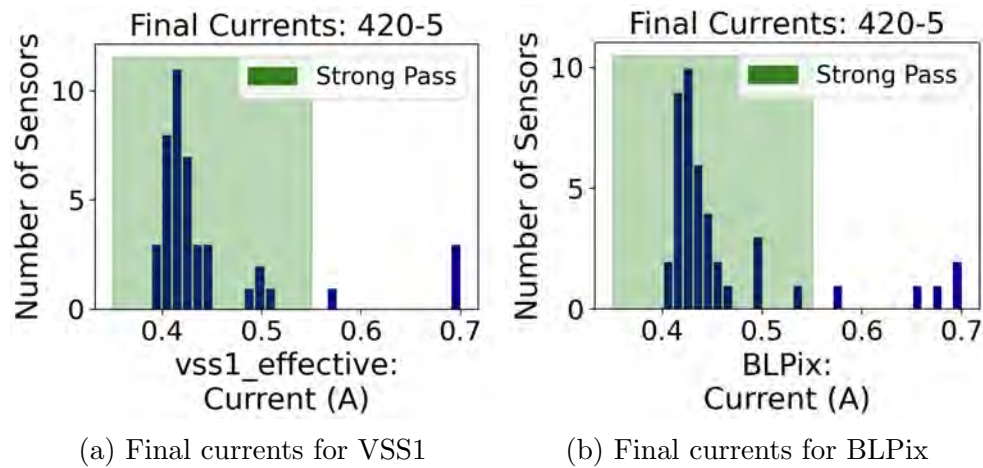 Final Currents: 420-5
Number of Sensors
10
5
0
Strong Pass
0.4 0.5 0.6 0.7
vss1_effective:
Current (A)
(a) Final currents for VSS1
Final Currents: 420-5
Number of Sensors
10
5
0
Strong Pass
0.4 0.5 0.6 0.7
BLPix:
Current (A)
(b) Final currents for BLPix